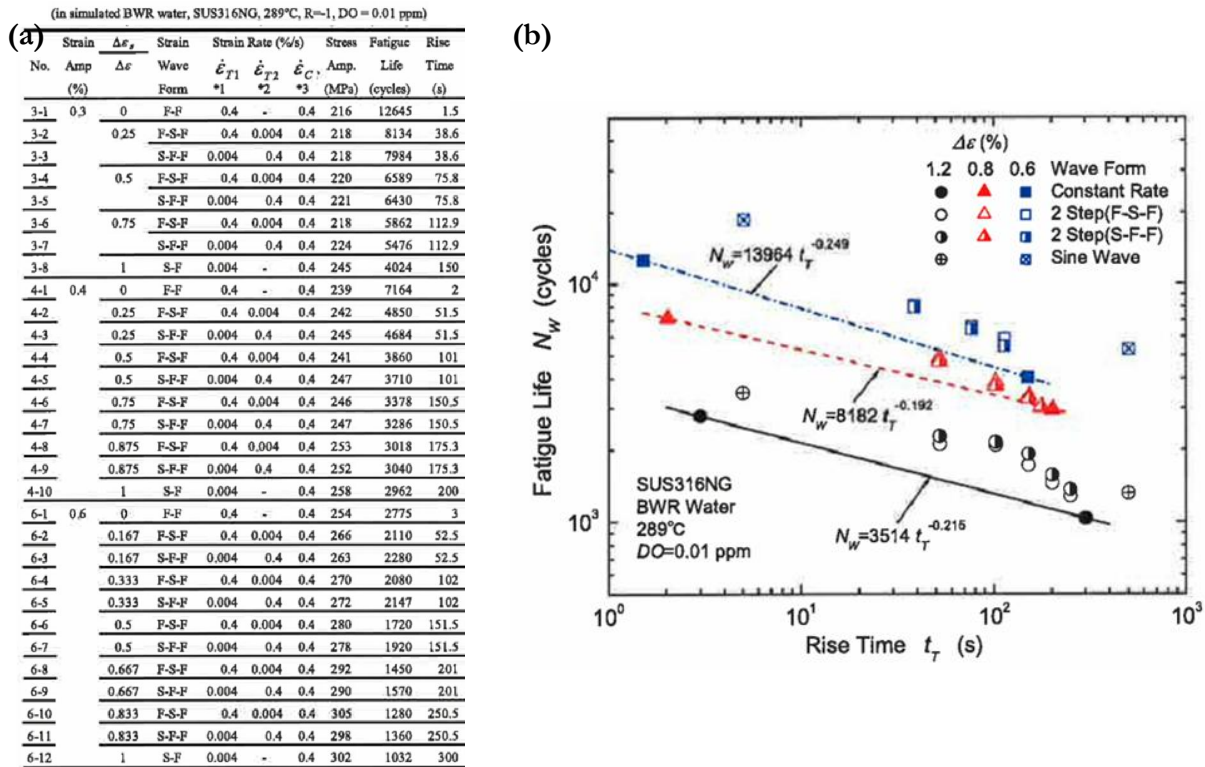 (in simulated BWR water, SUS316NG, 289°C, R=-1, DO = 0.01 ppm)
(a)
Strain Δεs Strain Strain Rate (%/s) Stress Fatigue Rise
No. Amp Δε Wave ε̇T1 ε̇T2 ε̇C, Amp. Life Time
(%) Form *1 *2 *3 (MPa) (cycles) (s)
3-1 0.3 0 F-F 0.4 - 0.4 216 12645 1.5
3-2 0.25 F-S-F 0.4 0.004 0.4 218 8134 38.6
3-3 S-F-F 0.004 0.4 0.4 218 7984 38.6
3-4 0.5 F-S-F 0.4 0.004 0.4 220 6589 75.8
3-5 S-F-F 0.004 0.4 0.4 221 6430 75.8
3-6 0.75 F-S-F 0.4 0.004 0.4 218 5862 112.9
3-7 S-F-F 0.004 0.4 0.4 224 5476 112.9
3-8 1 S-F 0.004 - 0.4 245 4024 150
4-1 0.4 0 F-F 0.4 - 0.4 239 7164 2
4-2 0.25 F-S-F 0.4 0.004 0.4 242 4850 51.5
4-3 0.25 S-F-F 0.004 0.4 0.4 245 4684 51.5
4-4 0.5 F-S-F 0.4 0.004 0.4 241 3860 101
4-5 0.5 S-F-F 0.004 0.4 0.4 247 3710 101
4-6 0.75 F-S-F 0.4 0.004 0.4 246 3378 150.5
4-7 0.75 S-F-F 0.004 0.4 0.4 247 3286 150.5
4-8 0.875 F-S-F 0.4 0.004 0.4 253 3018 175.3
4-9 0.875 S-F-F 0.004 0.4 0.4 252 3040 175.3
4-10 1 S-F 0.004 - 0.4 258 2962 200
6-1 0.6 0 F-F 0.4 - 0.4 254 2775 3
6-2 0.167 F-S-F 0.4 0.004 0.4 266 2110 52.5
6-3 0.167 S-F-F 0.004 0.4 0.4 263 2280 52.5
6-4 0.333 F-S-F 0.4 0.004 0.4 270 2080 102
6-5 0.333 S-F-F 0.004 0.4 0.4 272 2147 102
6-6 0.5 F-S-F 0.4 0.004 0.4 280 1720 151.5
6-7 0.5 S-F-F 0.004 0.4 0.4 278 1920 151.5
6-8 0.667 F-S-F 0.4 0.004 0.4 292 1450 201
6-9 0.667 S-F-F 0.004 0.4 0.4 290 1570 201
6-10 0.833 F-S-F 0.4 0.004 0.4 305 1280 250.5
6-11 0.833 S-F-F 0.004 0.4 0.4 298 1360 250.5
6-12 1 S-F 0.004 - 0.4 302 1032 300
(b)
Δε (%)
1.2 0.8 0.6 Wave Form
Constant Rate
2 Step(F-S-F)
2 Step(S-F-F)
Sine Wave
N_W=13964 t_T^-0.249
N_W=8182 t_T^-0.192
N_W=3514 t_T^-0.215
SUS316NG
BWR Water
289°C
DO=0.01 ppm
Fatigue Life N_W (cycles)
10^4
10^3
10^0 10^1 10^2 10^3
Rise Time t_T (s)